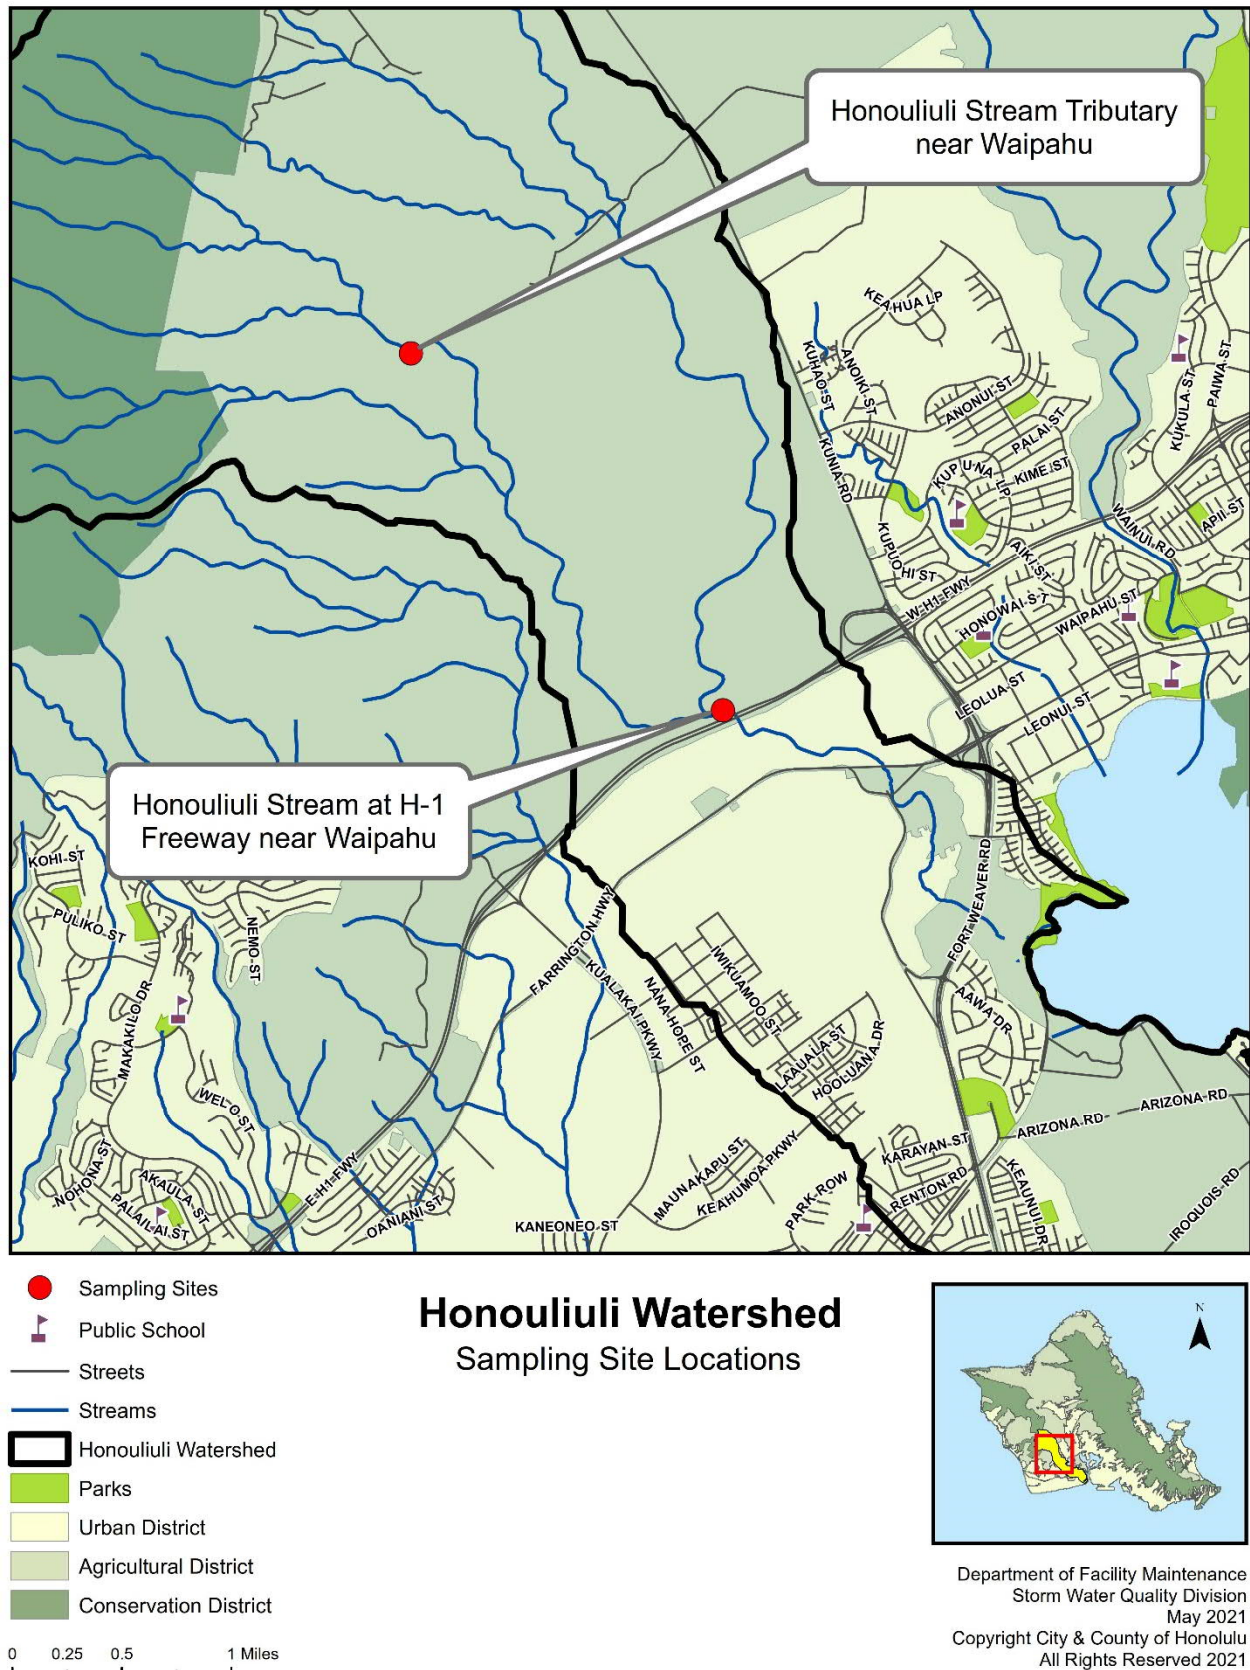 Honouliuli Stream Tributary
near Waipahu
KEAHUA LP
KUHAO ST
ANOIKI ST
ANONUI ST
PALAI ST
KUKULA ST
PAIWA ST
KUNIA RD
KUPUNA LP
KIME ST
WAINUI RD
APII ST
KUPUOHI ST
AIKI ST
W-H1 FWY
HONOWAI ST
WAIPAHU ST
LEOLUA ST
LEONUI ST
Honouliuli Stream at H-1
Freeway near Waipahu
KOHI ST
PULIKO ST
NEMO ST
FARRINGTON HWY
FORT WEAVER RD
IWIKUAMOO ST
KUALAKAI PKWY
NANA HOPE ST
AAWA DR
MAKAKILO DR
LAAUALA ST
HOOLUANA DR
WELO ST
ARIZONA RD
ARIZONA RD
KARAYAN ST
NOHONA ST
AKAULA ST
PALAILAI ST
E-H1 FWY
OANIANI ST
KANEONEO ST
MAUNAKAPU ST
KEAHUMOA PKWY
PARK ROW
RENTON RD
KEAUNUI DR
IROQUOIS RD
Sampling Sites
Public School
Streets
Streams
Honouliuli Watershed
Parks
Urban District
Agricultural District
Conservation District
0 0.25 0.5 1 Miles
Honouliuli Watershed
Sampling Site Locations
N
Department of Facility Maintenance
Storm Water Quality Division
May 2021
Copyright City & County of Honolulu
All Rights Reserved 2021